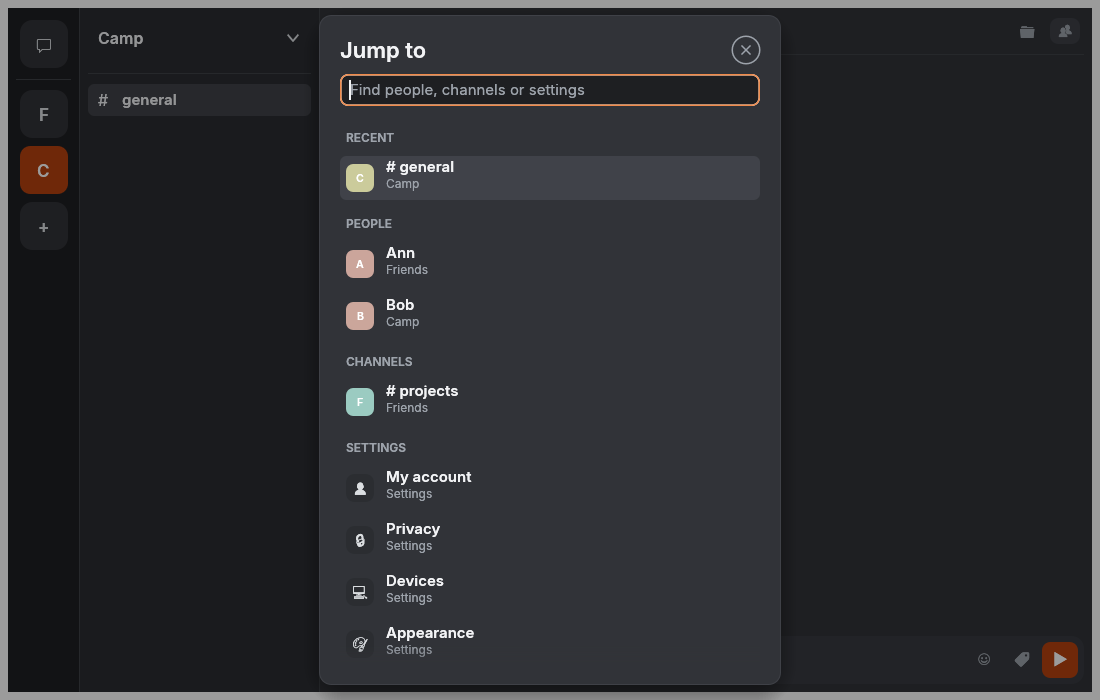 Camp
# general
F
C
+
Jump to
Find people, channels or settings
RECENT
C
# general
Camp
PEOPLE
A
Ann
Friends
B
Bob
Camp
CHANNELS
F
# projects
Friends
SETTINGS
My account
Settings
Privacy
Settings
Devices
Settings
Appearance
Settings